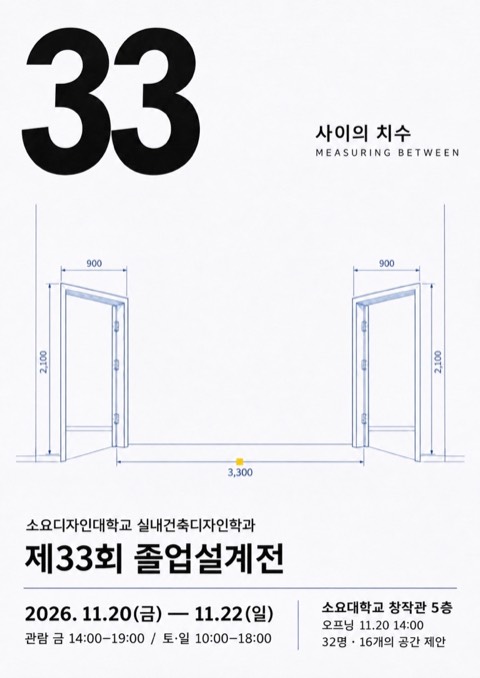 33
사이의 치수
MEASURING BETWEEN
900
900
2,100
2,100
3,300
소요디자인대학교 실내건축디자인학과
제33회 졸업설계전
2026. 11.20(금) — 11.22(일)
관람 금 14:00–19:00 / 토·일 10:00–18:00
소요대학교 창작관 5층
오프닝 11.20 14:00
32명 · 16개의 공간 제안